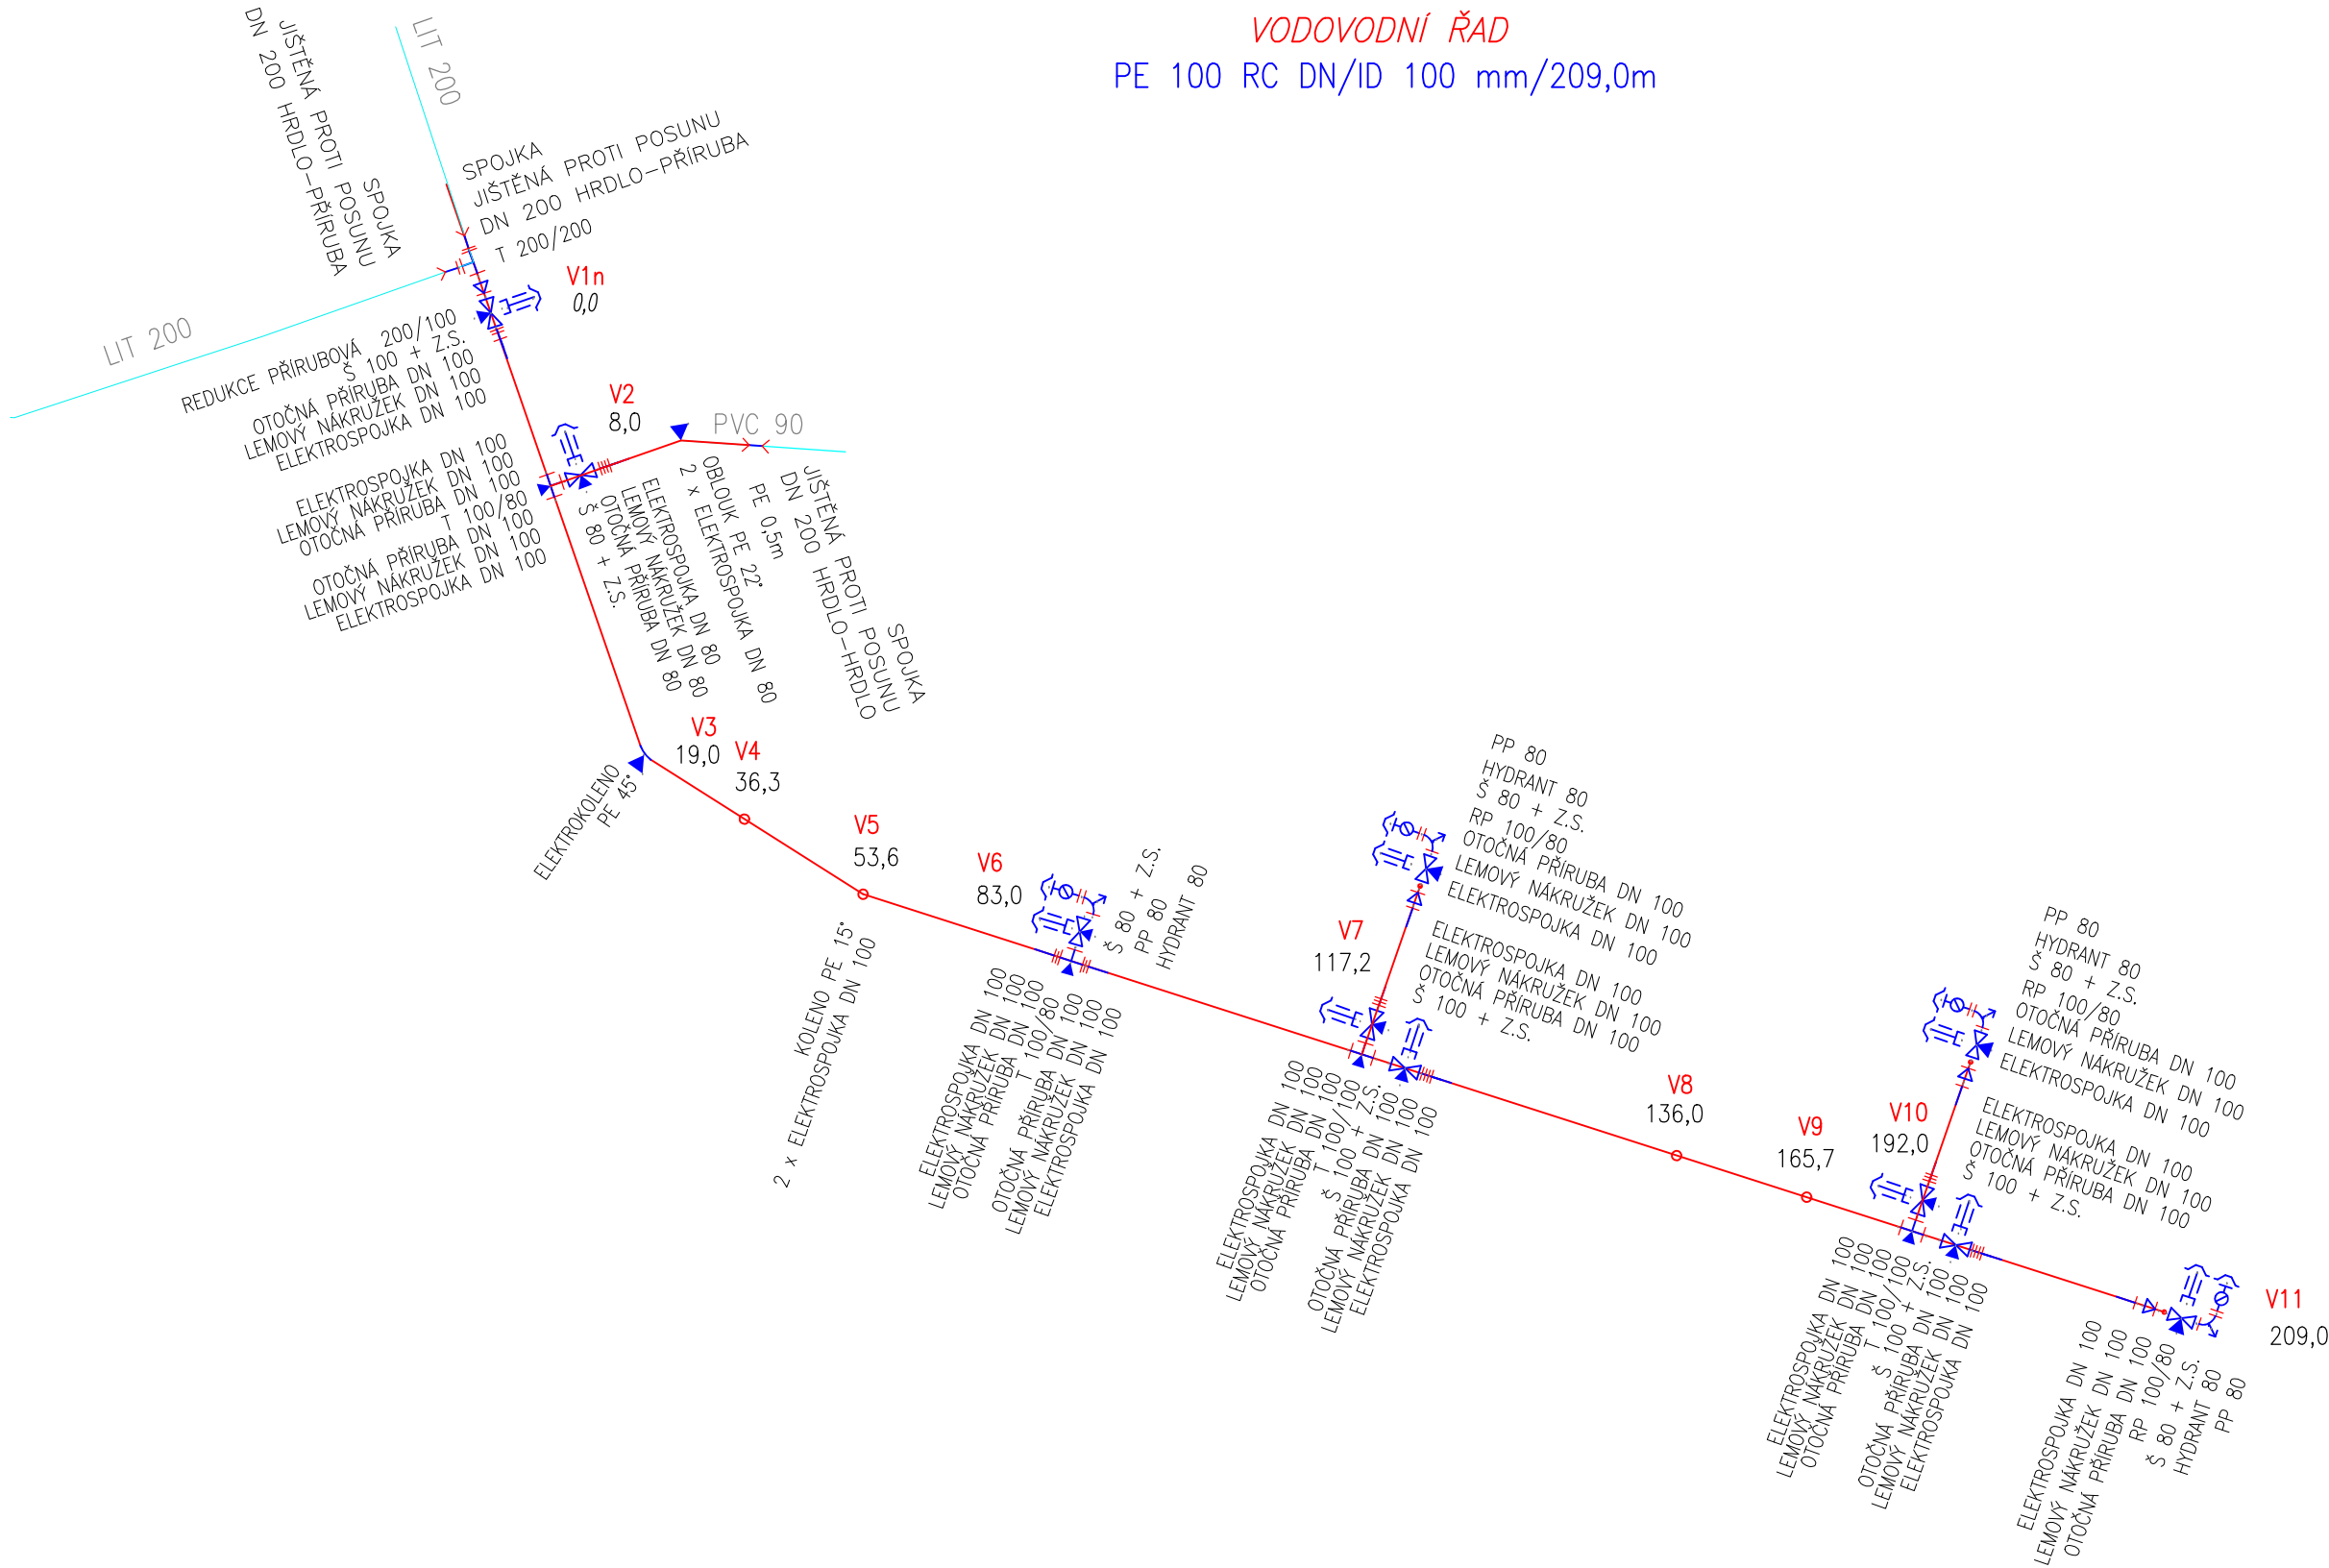 VODOVODNÍ ŘAD
PE 100 RC DN/ID 100 mm/209,0m
LIT 200
SPOJKA
JIŠTĚNÁ PROTI POSUNU
DN 200 HRDLO-PŘÍRUBA
SPOJKA
JIŠTĚNÁ PROTI POSUNU
DN 200 HRDLO-PŘÍRUBA
T 200/200
V1n
0,0
LIT 200
REDUKCE PŘÍRUBOVÁ 200/100
Š 100 + Z.S.
OTOČNÁ PŘÍRUBA DN 100
LEMOVÝ NÁKRUŽEK DN 100
ELEKTROSPOJKA DN 100
V2
8,0
PVC 90
ELEKTROSPOJKA DN 100
LEMOVÝ NÁKRUŽEK DN 100
OTOČNÁ PŘÍRUBA DN 100
T 100/80
OTOČNÁ PŘÍRUBA DN 100
LEMOVÝ NÁKRUŽEK DN 100
ELEKTROSPOJKA DN 100
Š 80 + Z.S.
OTOČNÁ PŘÍRUBA DN 80
LEMOVÝ NÁKRUŽEK DN 80
ELEKTROSPOJKA DN 80
OBLOUK PE 22°
2 x ELEKTROSPOJKA DN 80
PE 0,5m
SPOJKA
JIŠTĚNÁ PROTI POSUNU
DN 200 HRDLO-HRDLO
V3
19,0
ELEKTROKOLENO
PE 45°
V4
36,3
V5
53,6
KOLENO PE 15°
2 x ELEKTROSPOJKA DN 100
V6
83,0
Š 80 + Z.S.
PP 80
HYDRANT 80
ELEKTROSPOJKA DN 100
LEMOVÝ NÁKRUŽEK DN 100
OTOČNÁ PŘÍRUBA DN 100
T 100/80
OTOČNÁ PŘÍRUBA DN 100
LEMOVÝ NÁKRUŽEK DN 100
ELEKTROSPOJKA DN 100
V7
117,2
PP 80
HYDRANT 80
Š 80 + Z.S.
RP 100/80
OTOČNÁ PŘÍRUBA DN 100
LEMOVÝ NÁKRUŽEK DN 100
ELEKTROSPOJKA DN 100
ELEKTROSPOJKA DN 100
LEMOVÝ NÁKRUŽEK DN 100
OTOČNÁ PŘÍRUBA DN 100
Š 100 + Z.S.
ELEKTROSPOJKA DN 100
LEMOVÝ NÁKRUŽEK DN 100
OTOČNÁ PŘÍRUBA DN 100
T 100/100
Š 100 + Z.S.
OTOČNÁ PŘÍRUBA DN 100
LEMOVÝ NÁKRUŽEK DN 100
ELEKTROSPOJKA DN 100
V8
136,0
V9
165,7
V10
192,0
PP 80
HYDRANT 80
Š 80 + Z.S.
RP 100/80
OTOČNÁ PŘÍRUBA DN 100
LEMOVÝ NÁKRUŽEK DN 100
ELEKTROSPOJKA DN 100
ELEKTROSPOJKA DN 100
LEMOVÝ NÁKRUŽEK DN 100
OTOČNÁ PŘÍRUBA DN 100
Š 100 + Z.S.
ELEKTROSPOJKA DN 100
LEMOVÝ NÁKRUŽEK DN 100
OTOČNÁ PŘÍRUBA DN 100
T 100/100
Š 100 + Z.S.
OTOČNÁ PŘÍRUBA DN 100
LEMOVÝ NÁKRUŽEK DN 100
ELEKTROSPOJKA DN 100
V11
209,0
ELEKTROSPOJKA DN 100
LEMOVÝ NÁKRUŽEK DN 100
OTOČNÁ PŘÍRUBA DN 100
RP 100/80
Š 80 + Z.S.
HYDRANT 80
PP 80